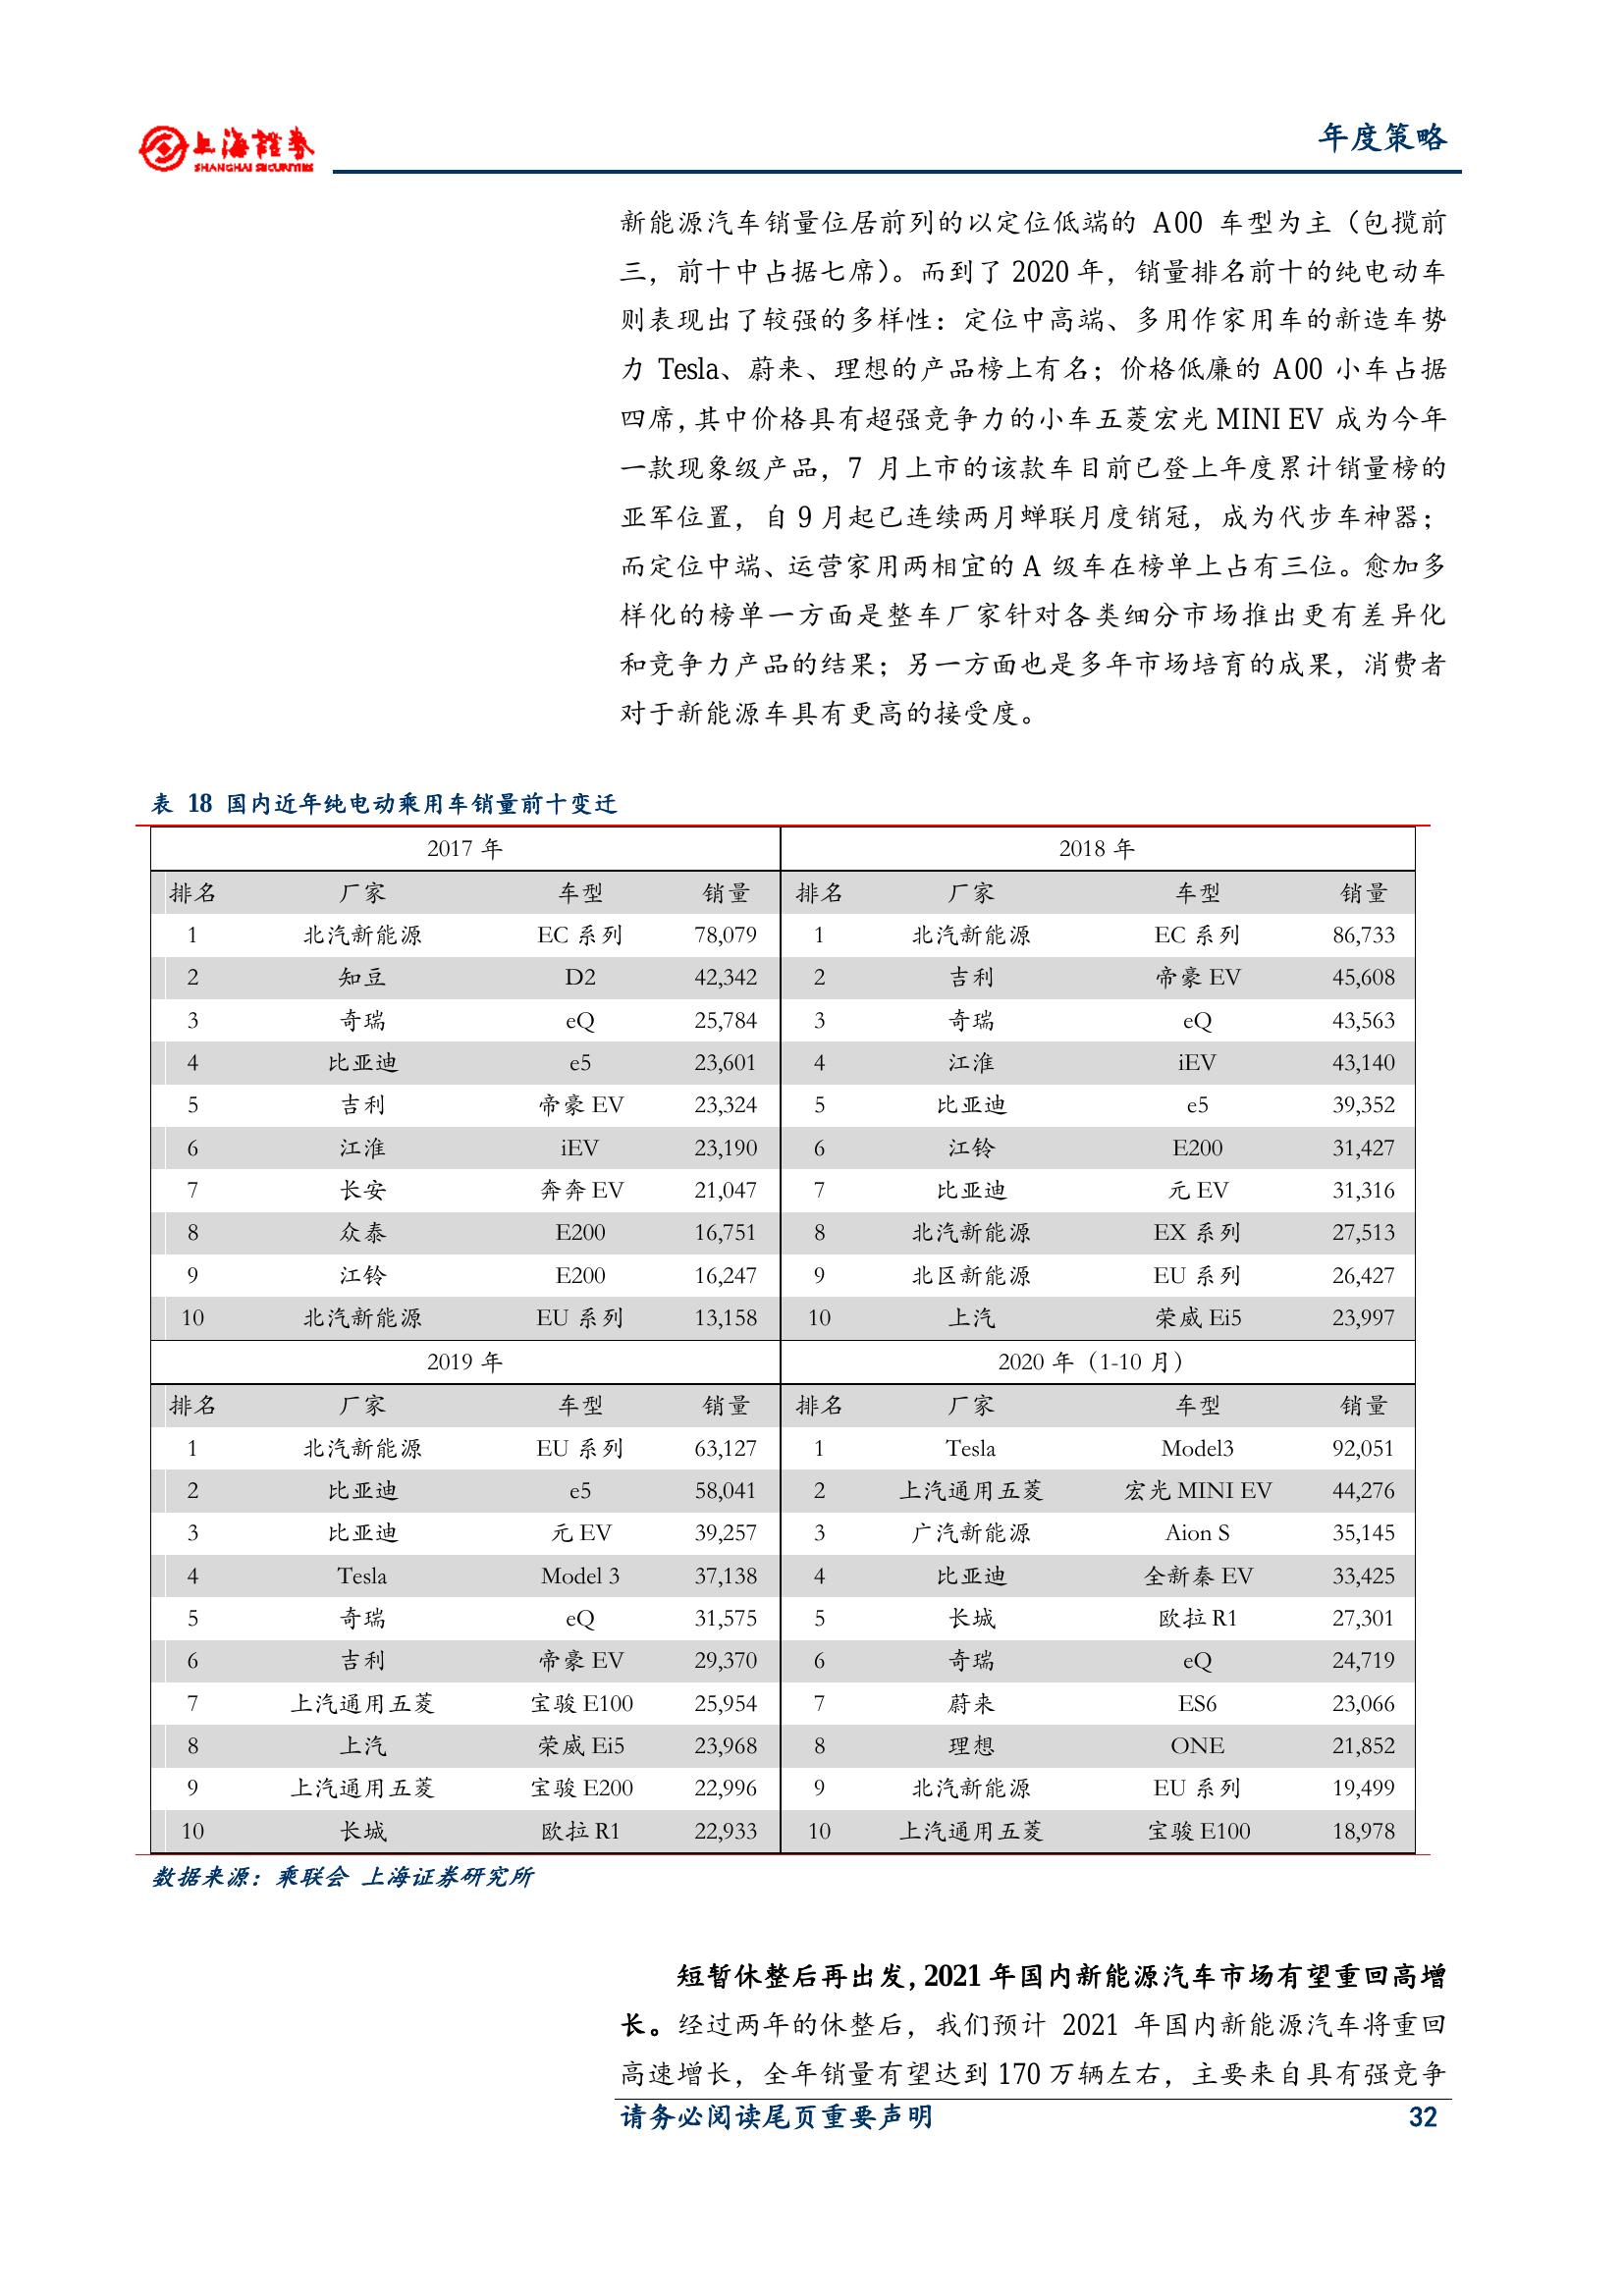 上海證券
SHANGHAI SECURITIES
年度策略
新能源汽车销量位居前列的以定位低端的 A00 车型为主（包揽前
三，前十中占据七席）。而到了 2020 年，销量排名前十的纯电动车
则表现出了较强的多样性：定位中高端、多用作家用车的新造车势
力 Tesla、蔚来、理想的产品榜上有名；价格低廉的 A00 小车占据
四席，其中价格具有超强竞争力的小车五菱宏光 MINI EV 成为今年
一款现象级产品，7 月上市的该款车目前已登上年度累计销量榜的
亚军位置，自 9 月起已连续两月蝉联月度销冠，成为代步车神器；
而定位中端、运营家用两相宜的 A 级车在榜单上占有三位。愈加多
样化的榜单一方面是整车厂家针对各类细分市场推出更有差异化
和竞争力产品的结果；另一方面也是多年市场培育的成果，消费者
对于新能源车具有更高的接受度。
表 18 国内近年纯电动乘用车销量前十变迁
2017 年 2018 年
排名 厂家 车型 销量 排名 厂家 车型 销量
1 北汽新能源 EC 系列 78,079 1 北汽新能源 EC 系列 86,733
2 知豆 D2 42,342 2 吉利 帝豪 EV 45,608
3 奇瑞 eQ 25,784 3 奇瑞 eQ 43,563
4 比亚迪 e5 23,601 4 江淮 iEV 43,140
5 吉利 帝豪 EV 23,324 5 比亚迪 e5 39,352
6 江淮 iEV 23,190 6 江铃 E200 31,427
7 长安 奔奔 EV 21,047 7 比亚迪 元 EV 31,316
8 众泰 E200 16,751 8 北汽新能源 EX 系列 27,513
9 江铃 E200 16,247 9 北区新能源 EU 系列 26,427
10 北汽新能源 EU 系列 13,158 10 上汽 荣威 Ei5 23,997
2019 年 2020 年（1-10 月）
排名 厂家 车型 销量 排名 厂家 车型 销量
1 北汽新能源 EU 系列 63,127 1 Tesla Model3 92,051
2 比亚迪 e5 58,041 2 上汽通用五菱 宏光 MINI EV 44,276
3 比亚迪 元 EV 39,257 3 广汽新能源 Aion S 35,145
4 Tesla Model 3 37,138 4 比亚迪 全新秦 EV 33,425
5 奇瑞 eQ 31,575 5 长城 欧拉 R1 27,301
6 吉利 帝豪 EV 29,370 6 奇瑞 eQ 24,719
7 上汽通用五菱 宝骏 E100 25,954 7 蔚来 ES6 23,066
8 上汽 荣威 Ei5 23,968 8 理想 ONE 21,852
9 上汽通用五菱 宝骏 E200 22,996 9 北汽新能源 EU 系列 19,499
10 长城 欧拉 R1 22,933 10 上汽通用五菱 宝骏 E100 18,978
数据来源：乘联会 上海证券研究所
短暂休整后再出发，2021 年国内新能源汽车市场有望重回高增
长。经过两年的休整后，我们预计 2021 年国内新能源汽车将重回
高速增长，全年销量有望达到 170 万辆左右，主要来自具有强竞争
请务必阅读尾页重要声明 32